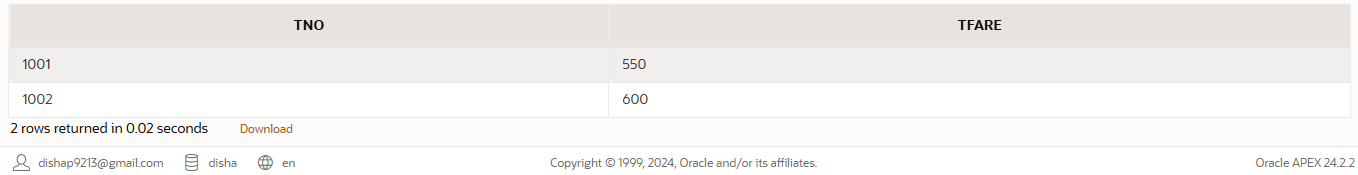 TNO TFARE
1001 550
1002 600
2 rows returned in 0.02 seconds Download
dishap9213@gmail.com disha en Copyright © 1999, 2024, Oracle and/or its affiliates. Oracle APEX 24.2.2